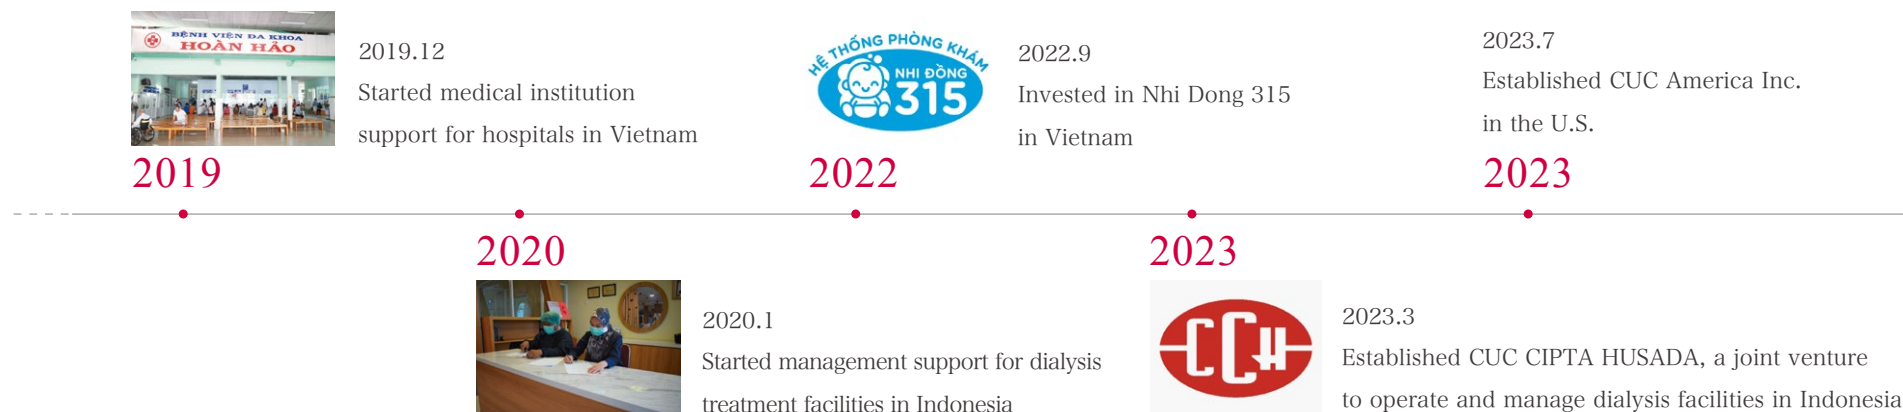 BỆNH VIỆN ĐA KHOA
HOÀN HẢO
2019.12
Started medical institution
support for hospitals in Vietnam
2019
HỆ THỐNG PHÒNG KHÁM
NHI ĐỒNG
315
2022.9
Invested in Nhi Dong 315
in Vietnam
2022
2023.7
Established CUC America Inc.
in the U.S.
2023
2020
2020.1
Started management support for dialysis
treatment facilities in Indonesia
2023
CCH
2023.3
Established CUC CIPTA HUSADA, a joint venture
to operate and manage dialysis facilities in Indonesia